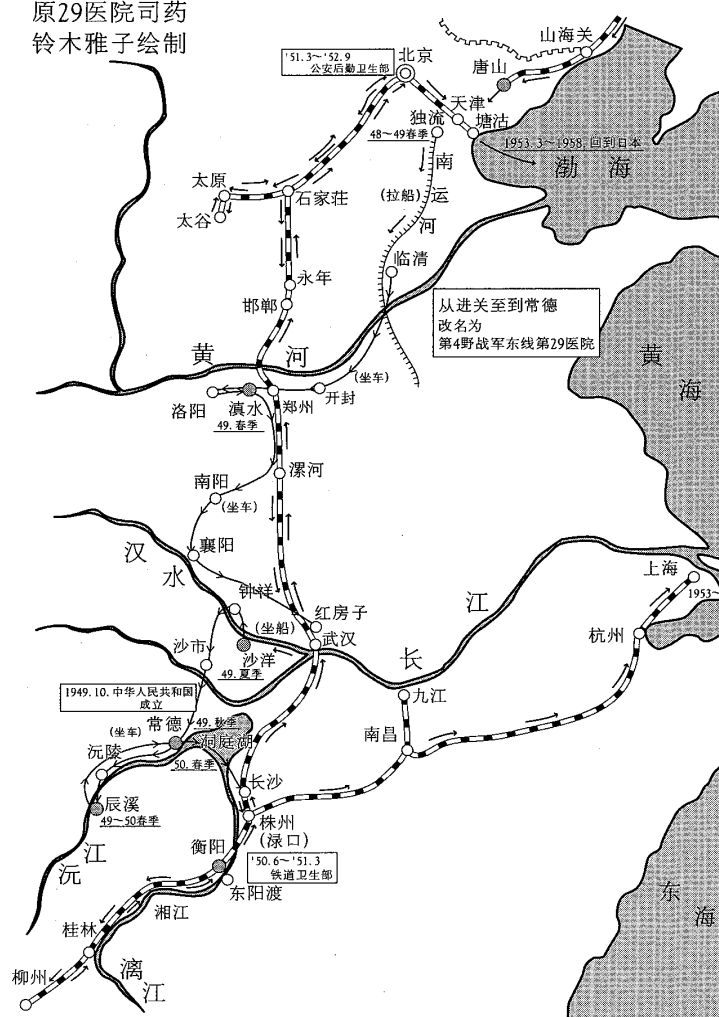 原29医院司药
铃木雅子绘制
'51.3～'52.9
公安后勤卫生部
北京
山海关
唐山
天津
塘沽
独流
48～49春季
1953.3～1958.回到日本
渤海
南运河
(拉船)
太原
太谷
石家荘
临清
永年
邯郸
从进关至到常德
改名为
第4野战军东线第29医院
黄河
黄海
(坐车)
洛阳
滇水
郑州
开封
49.春季
漯河
南阳
(坐车)
襄阳
汉水
钟祥
(坐船)
红房子
武汉
长江
上海
1953~
杭州
沙市
沙洋
49.夏季
1949.10.中华人民共和国
成立
九江
南昌
常德
49.秋季
(坐车)
洞庭湖
沅陵
50.春季
长沙
辰溪
49～50春季
株州
(渌口)
衡阳
'50.6～'51.3
铁道卫生部
沅江
东阳渡
湘江
东海
桂林
漓江
柳州